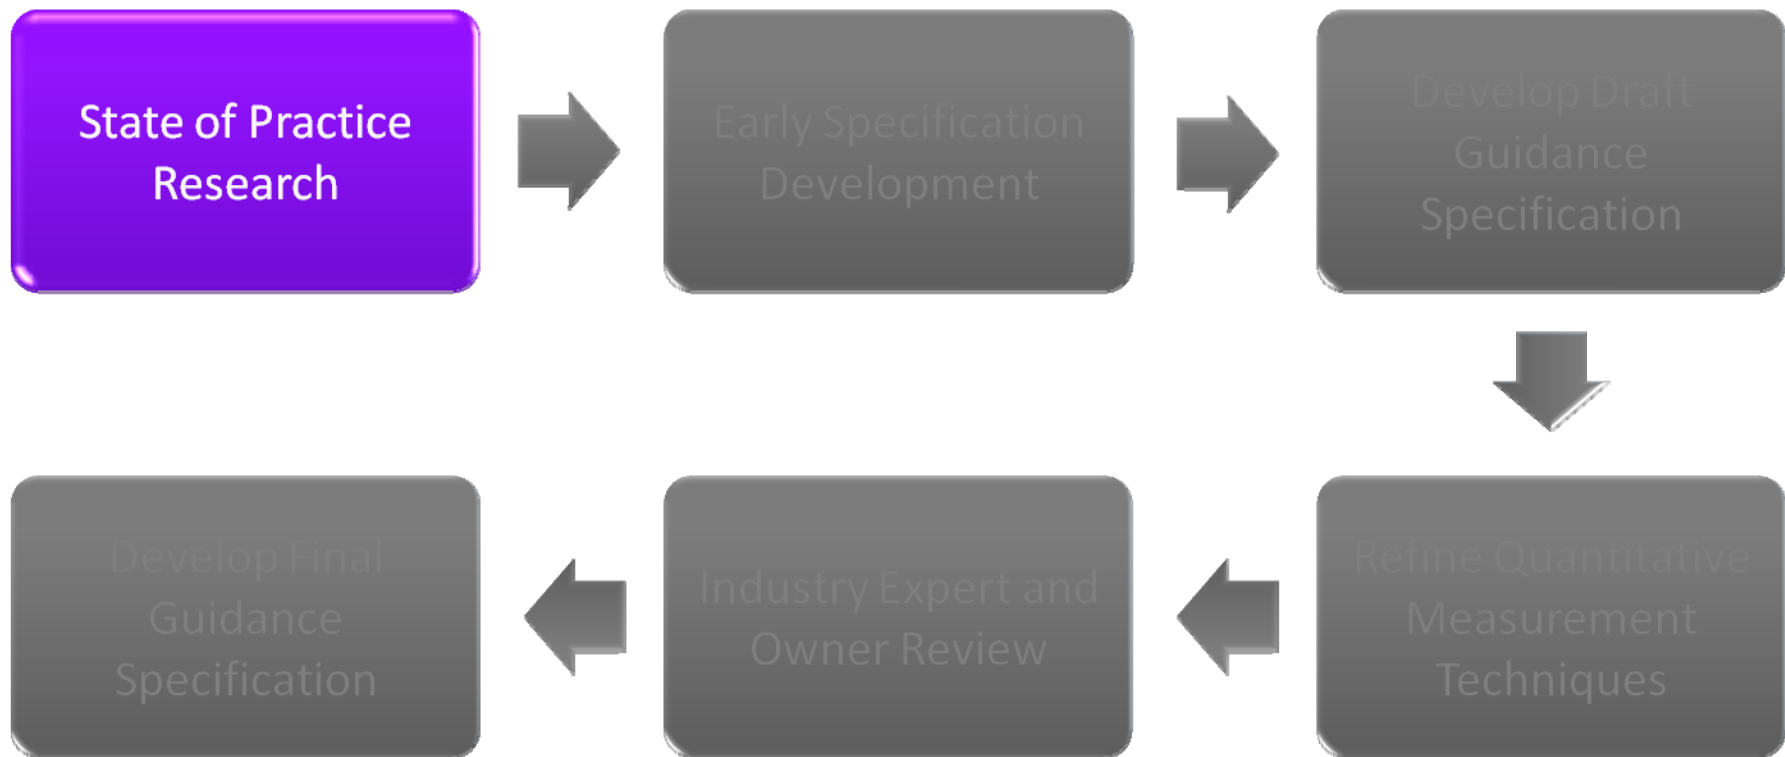 State of Practice
Research
Early Specification
Development
Develop Draft
Guidance
Specification
Refine Quantitative
Measurement
Techniques
Industry Expert and
Owner Review
Develop Final
Guidance
Specification